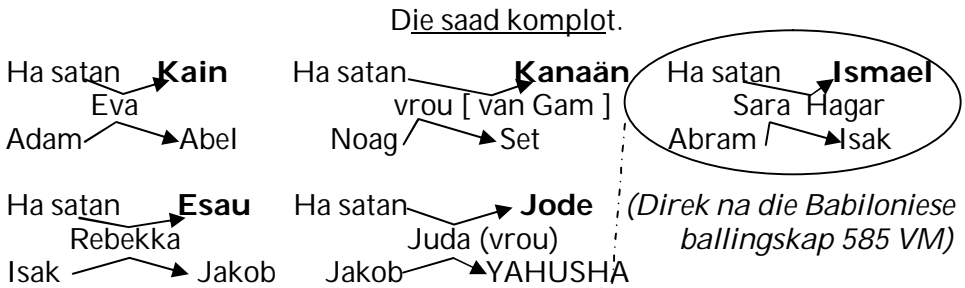 Die saad komplot.
Ha satan Kain Ha satan Kanaän Ha satan Ismael
Eva vrou [ van Gam ] Sara Hagar
Adam Abel Noag Set Abram Isak
Ha satan Esau Ha satan Jode (Direk na die Babiloniese
Rebekka Juda (vrou) ballingskap 585 VM)
Isak Jakob Jakob YAHUSHA